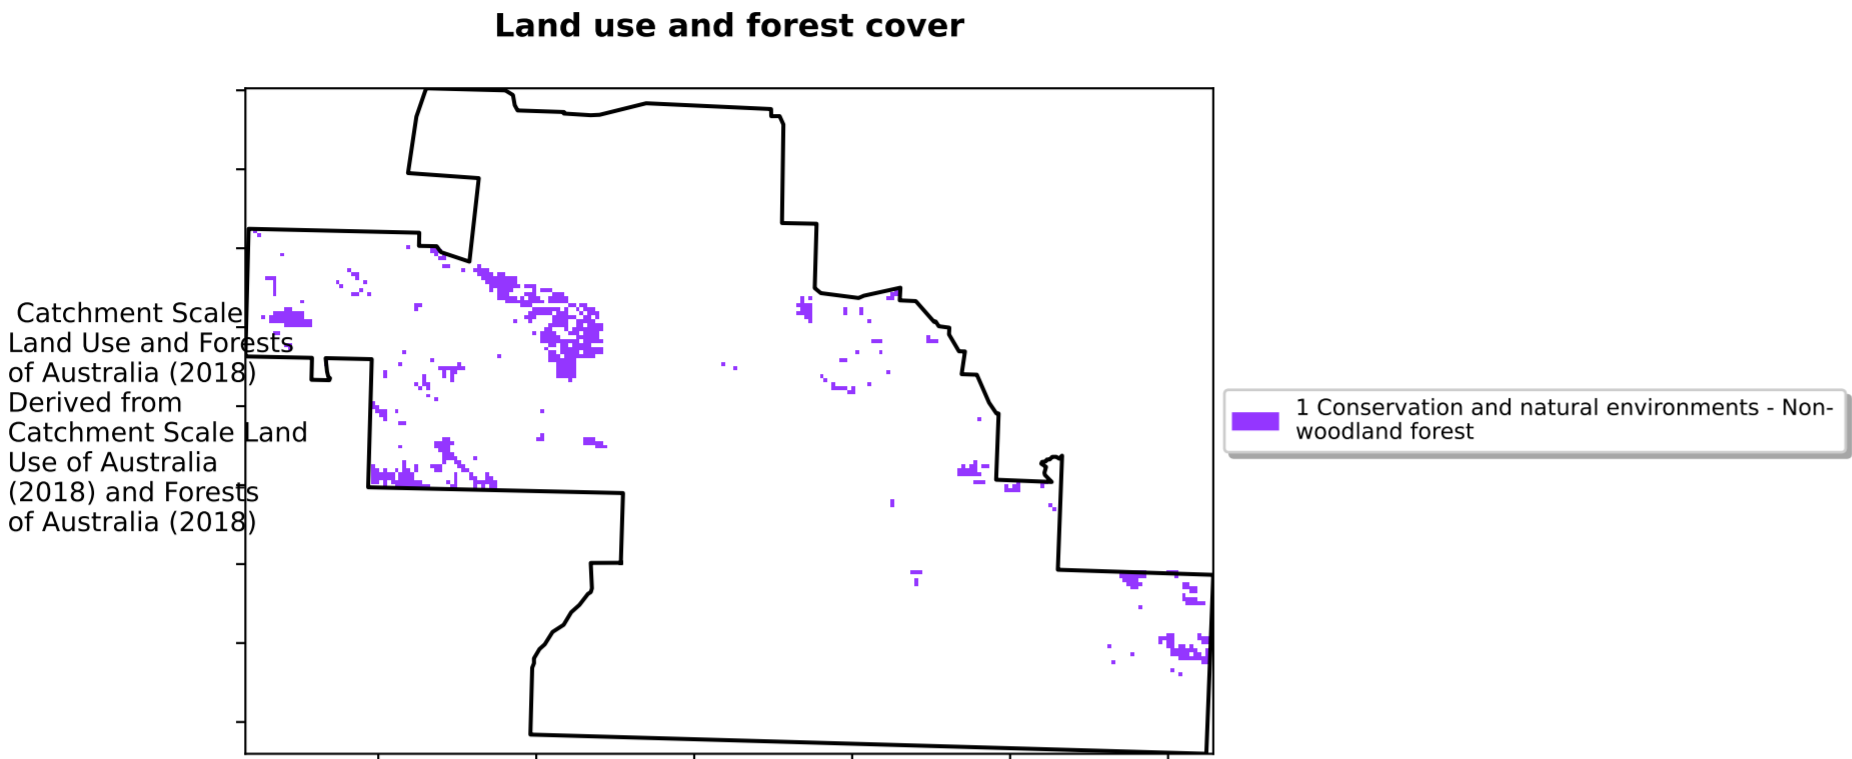 Land use and forest cover
Catchment Scale
Land Use and Forests
of Australia (2018)
Derived from
Catchment Scale Land
Use of Australia
(2018) and Forests
of Australia (2018)
1 Conservation and natural environments - Non-
woodland forest